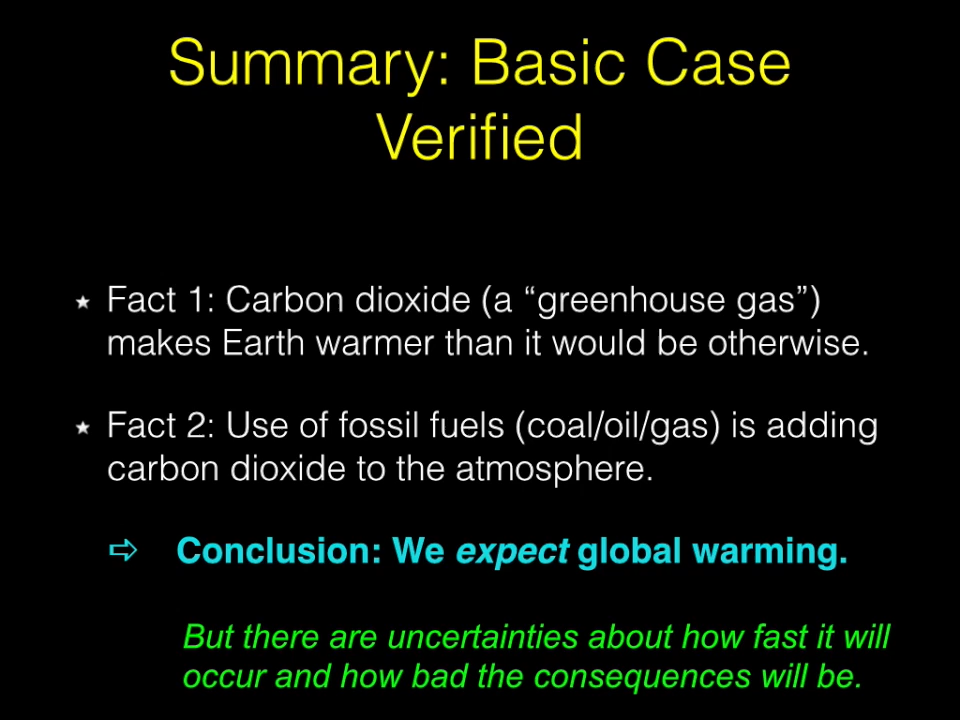 Summary: Basic Case
Verified
★ Fact 1: Carbon dioxide (a “greenhouse gas”)
makes Earth warmer than it would be otherwise.
★ Fact 2: Use of fossil fuels (coal/oil/gas) is adding
carbon dioxide to the atmosphere.
⇨ Conclusion: We expect global warming.
But there are uncertainties about how fast it will
occur and how bad the consequences will be.